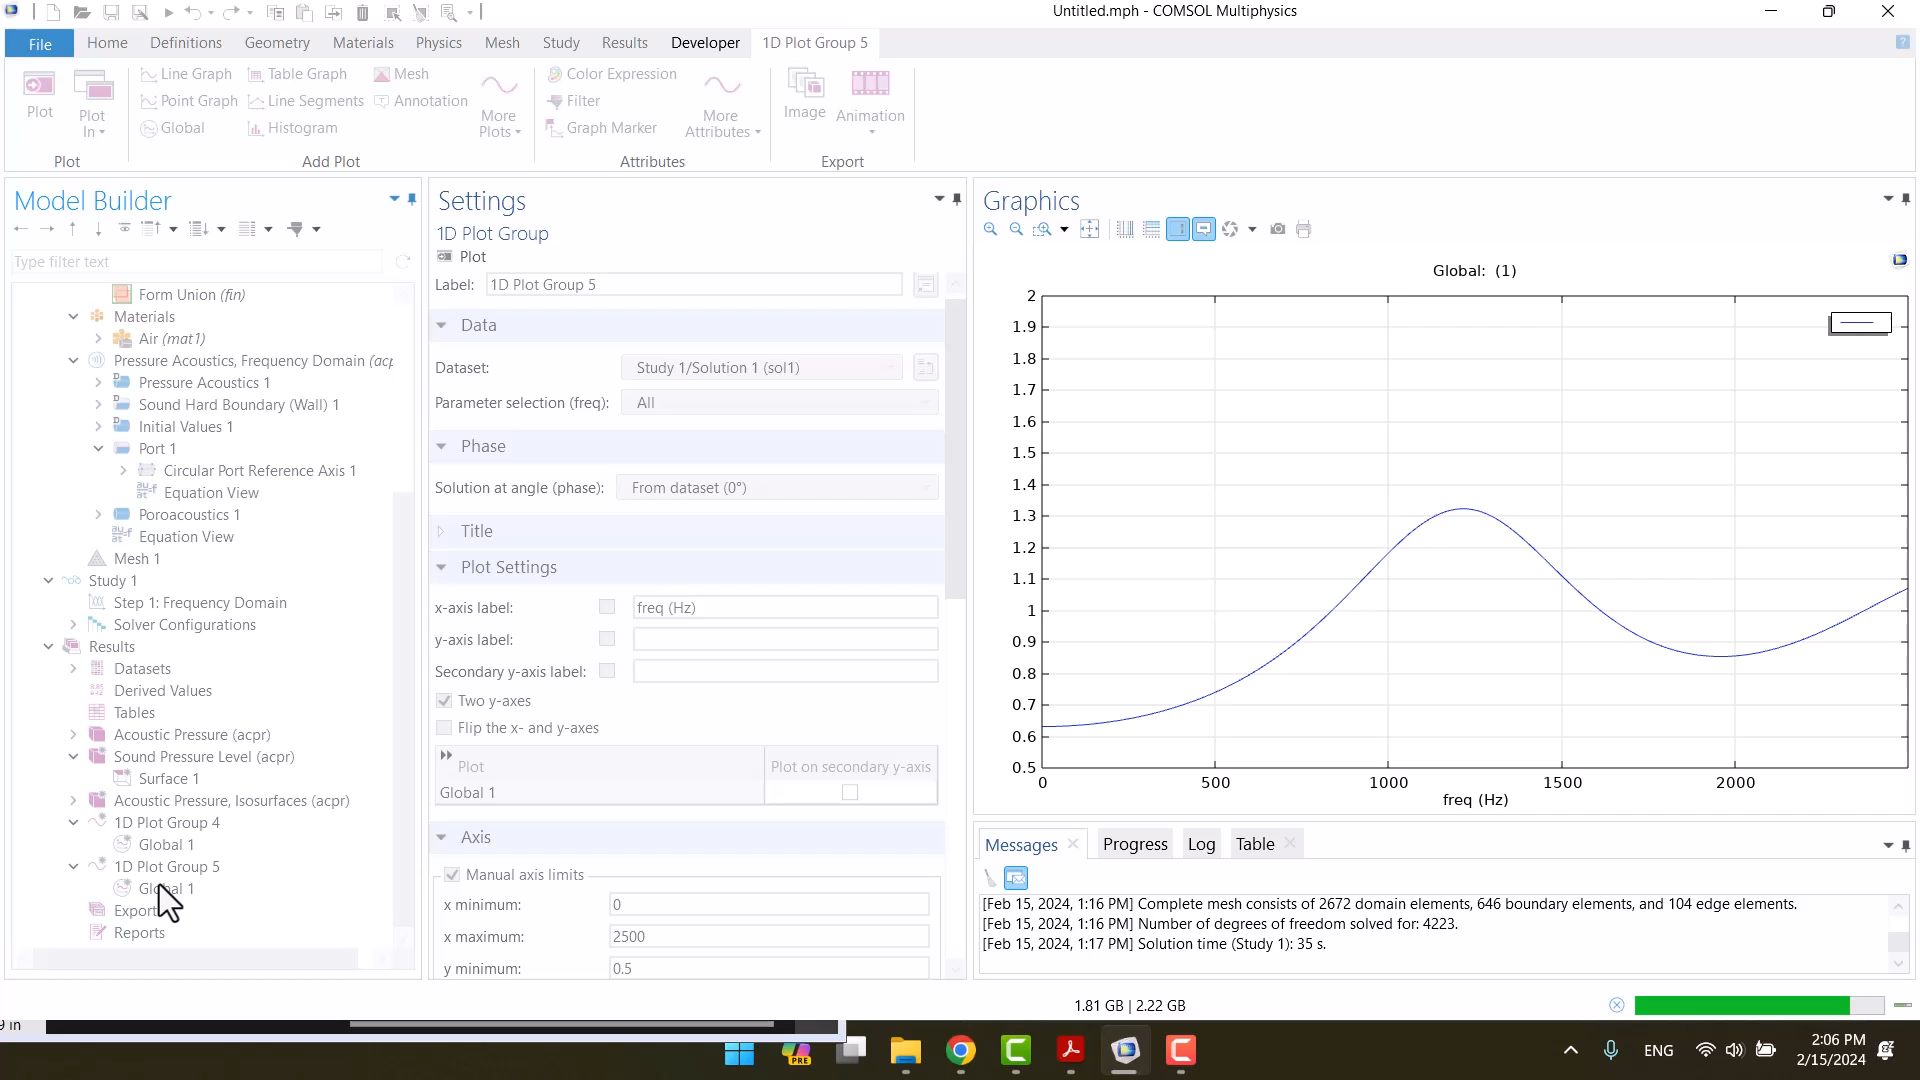 Untitled.mph - COMSOL Multiphysics
File
Home
Definitions
Geometry
Materials
Physics
Mesh
Study
Results
Developer
1D Plot Group 5
Plot
Plot In
Plot
Line Graph
Table Graph
Mesh
Point Graph
Line Segments
Annotation
Global
Histogram
More Plots
Add Plot
Color Expression
Filter
Graph Marker
More Attributes
Attributes
Image
Animation
Export
Model Builder
Type filter text
Form Union (fin)
Materials
Air (mat1)
Pressure Acoustics, Frequency Domain (acp
Pressure Acoustics 1
Sound Hard Boundary (Wall) 1
Initial Values 1
Port 1
Circular Port Reference Axis 1
Equation View
Poroacoustics 1
Equation View
Mesh 1
Study 1
Step 1: Frequency Domain
Solver Configurations
Results
Datasets
Derived Values
Tables
Acoustic Pressure (acpr)
Sound Pressure Level (acpr)
Surface 1
Acoustic Pressure, Isosurfaces (acpr)
1D Plot Group 4
Global 1
1D Plot Group 5
Global 1
Export
Reports
Settings
1D Plot Group
Plot
Label: 1D Plot Group 5
Data
Dataset: Study 1/Solution 1 (sol1)
Parameter selection (freq): All
Phase
Solution at angle (phase): From dataset (0°)
Title
Plot Settings
x-axis label: freq (Hz)
y-axis label:
Secondary y-axis label:
Two y-axes
Flip the x- and y-axes
Plot
Plot on secondary y-axis
Global 1
Axis
Manual axis limits
x minimum: 0
x maximum: 2500
y minimum: 0.5
Graphics
Global: (1)
2
1.9
1.8
1.7
1.6
1.5
1.4
1.3
1.2
1.1
1
0.9
0.8
0.7
0.6
0.5
0
500
1000
1500
2000
freq (Hz)
Messages
Progress
Log
Table
[Feb 15, 2024, 1:16 PM] Complete mesh consists of 2672 domain elements, 646 boundary elements, and 104 edge elements.
[Feb 15, 2024, 1:16 PM] Number of degrees of freedom solved for: 4223.
[Feb 15, 2024, 1:17 PM] Solution time (Study 1): 35 s.
1.81 GB | 2.22 GB
9 in
PRE
ENG
2:06 PM
2/15/2024